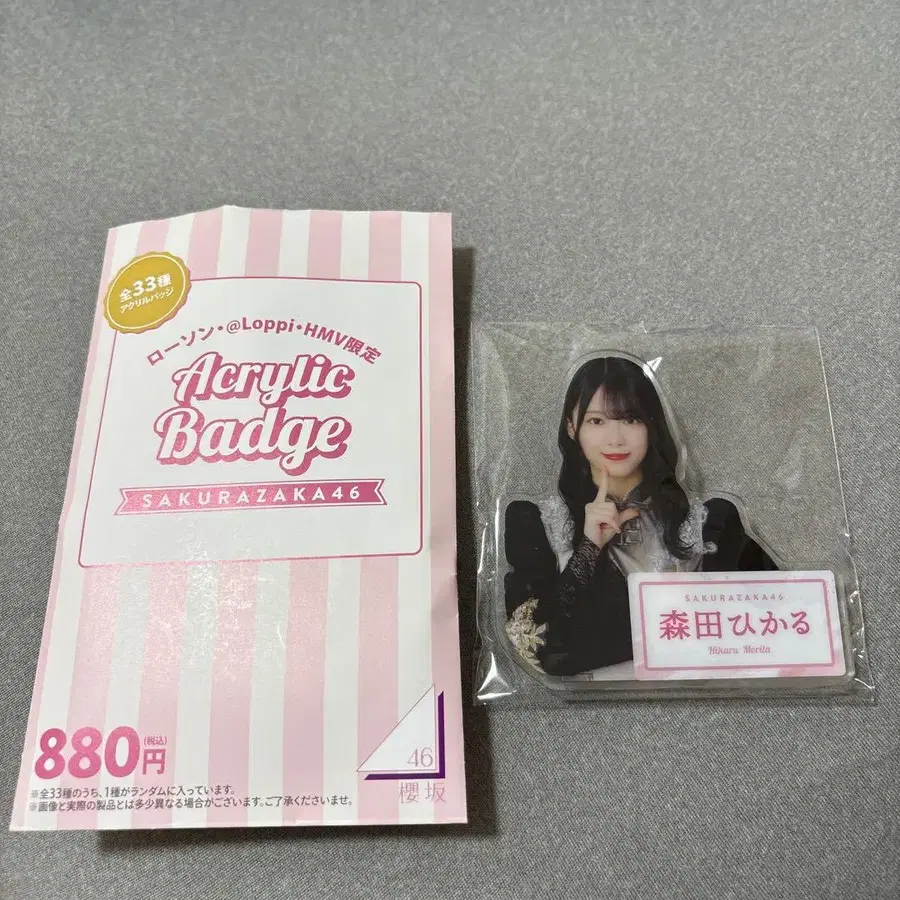 全33種
アクリルバッジ
ローソン・@Loppi・HMV限定
Acrylic
Badge
SAKURAZAKA46
880円(税込)
※全33種のうち、1種がランダムに入っています。
※画像と実際の製品とは多少異なる場合がございます。ご了承くださいませ。
46
櫻坂
SAKURAZAKA46
森田ひかる
Hikaru Morita